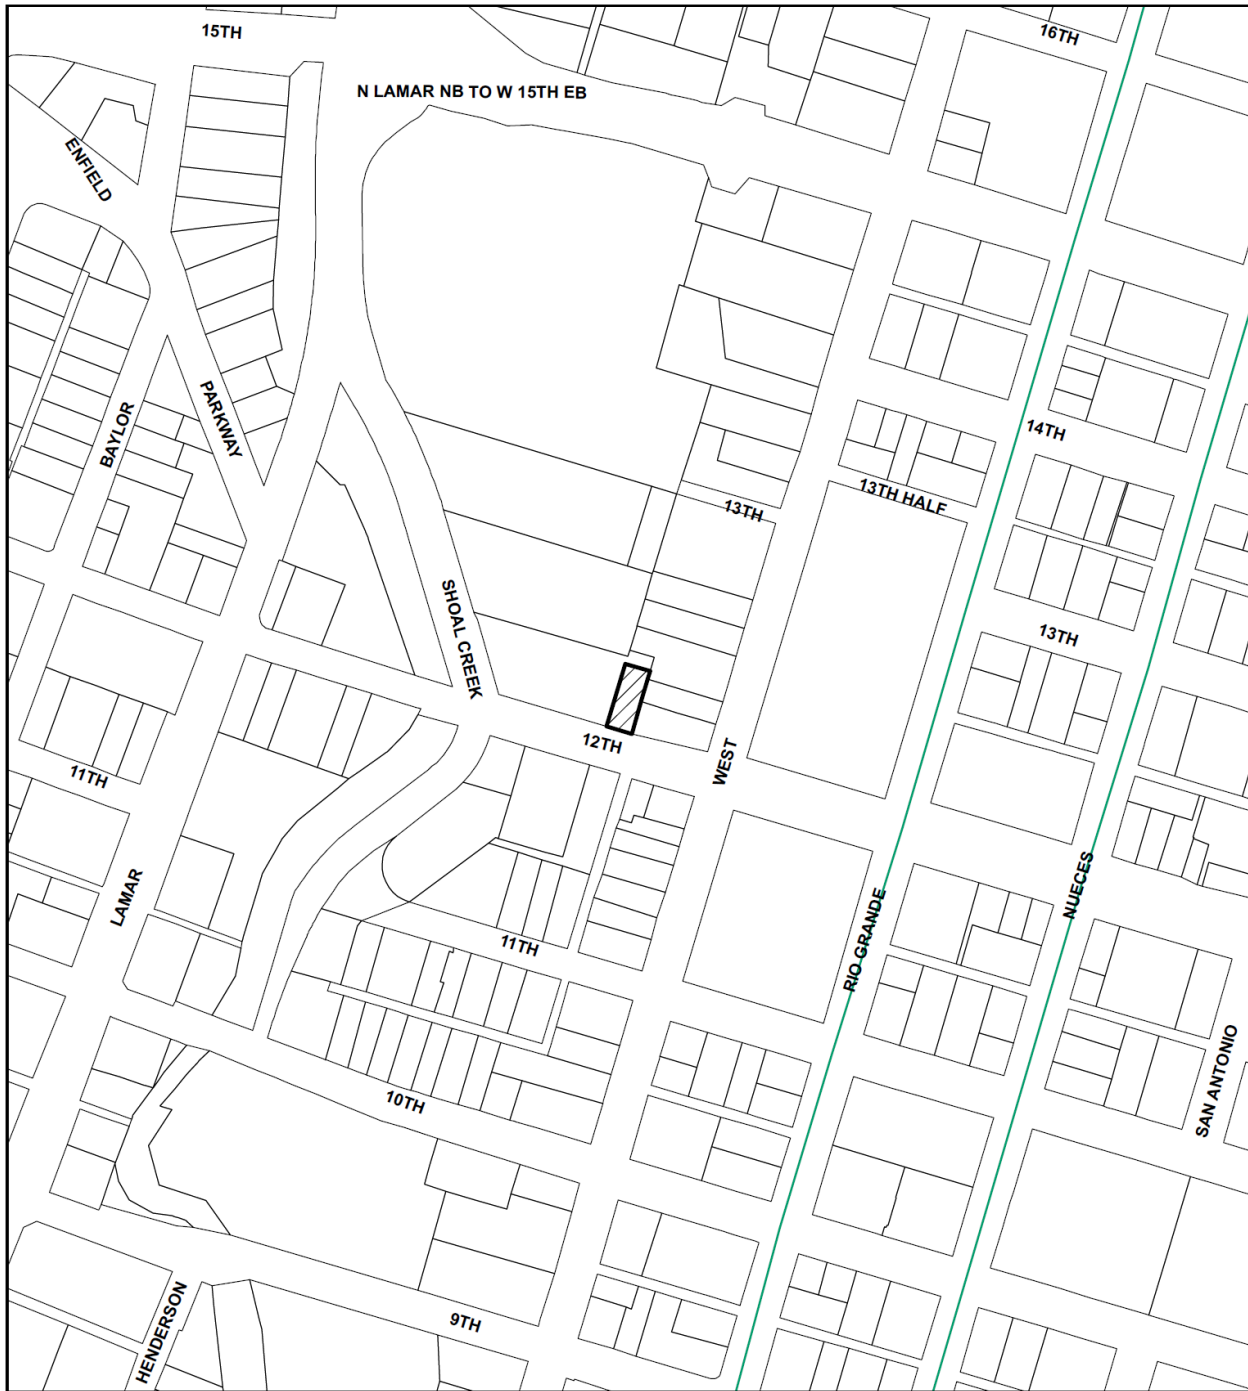 15TH
16TH
N LAMAR NB TO W 15TH EB
ENFIELD
PARKWAY
BAYLOR
14TH
13TH HALF
13TH
SHOAL CREEK
13TH
12TH
WEST
11TH
LAMAR
NUECES
RIO GRANDE
11TH
SAN ANTONIO
10TH
HENDERSON
9TH